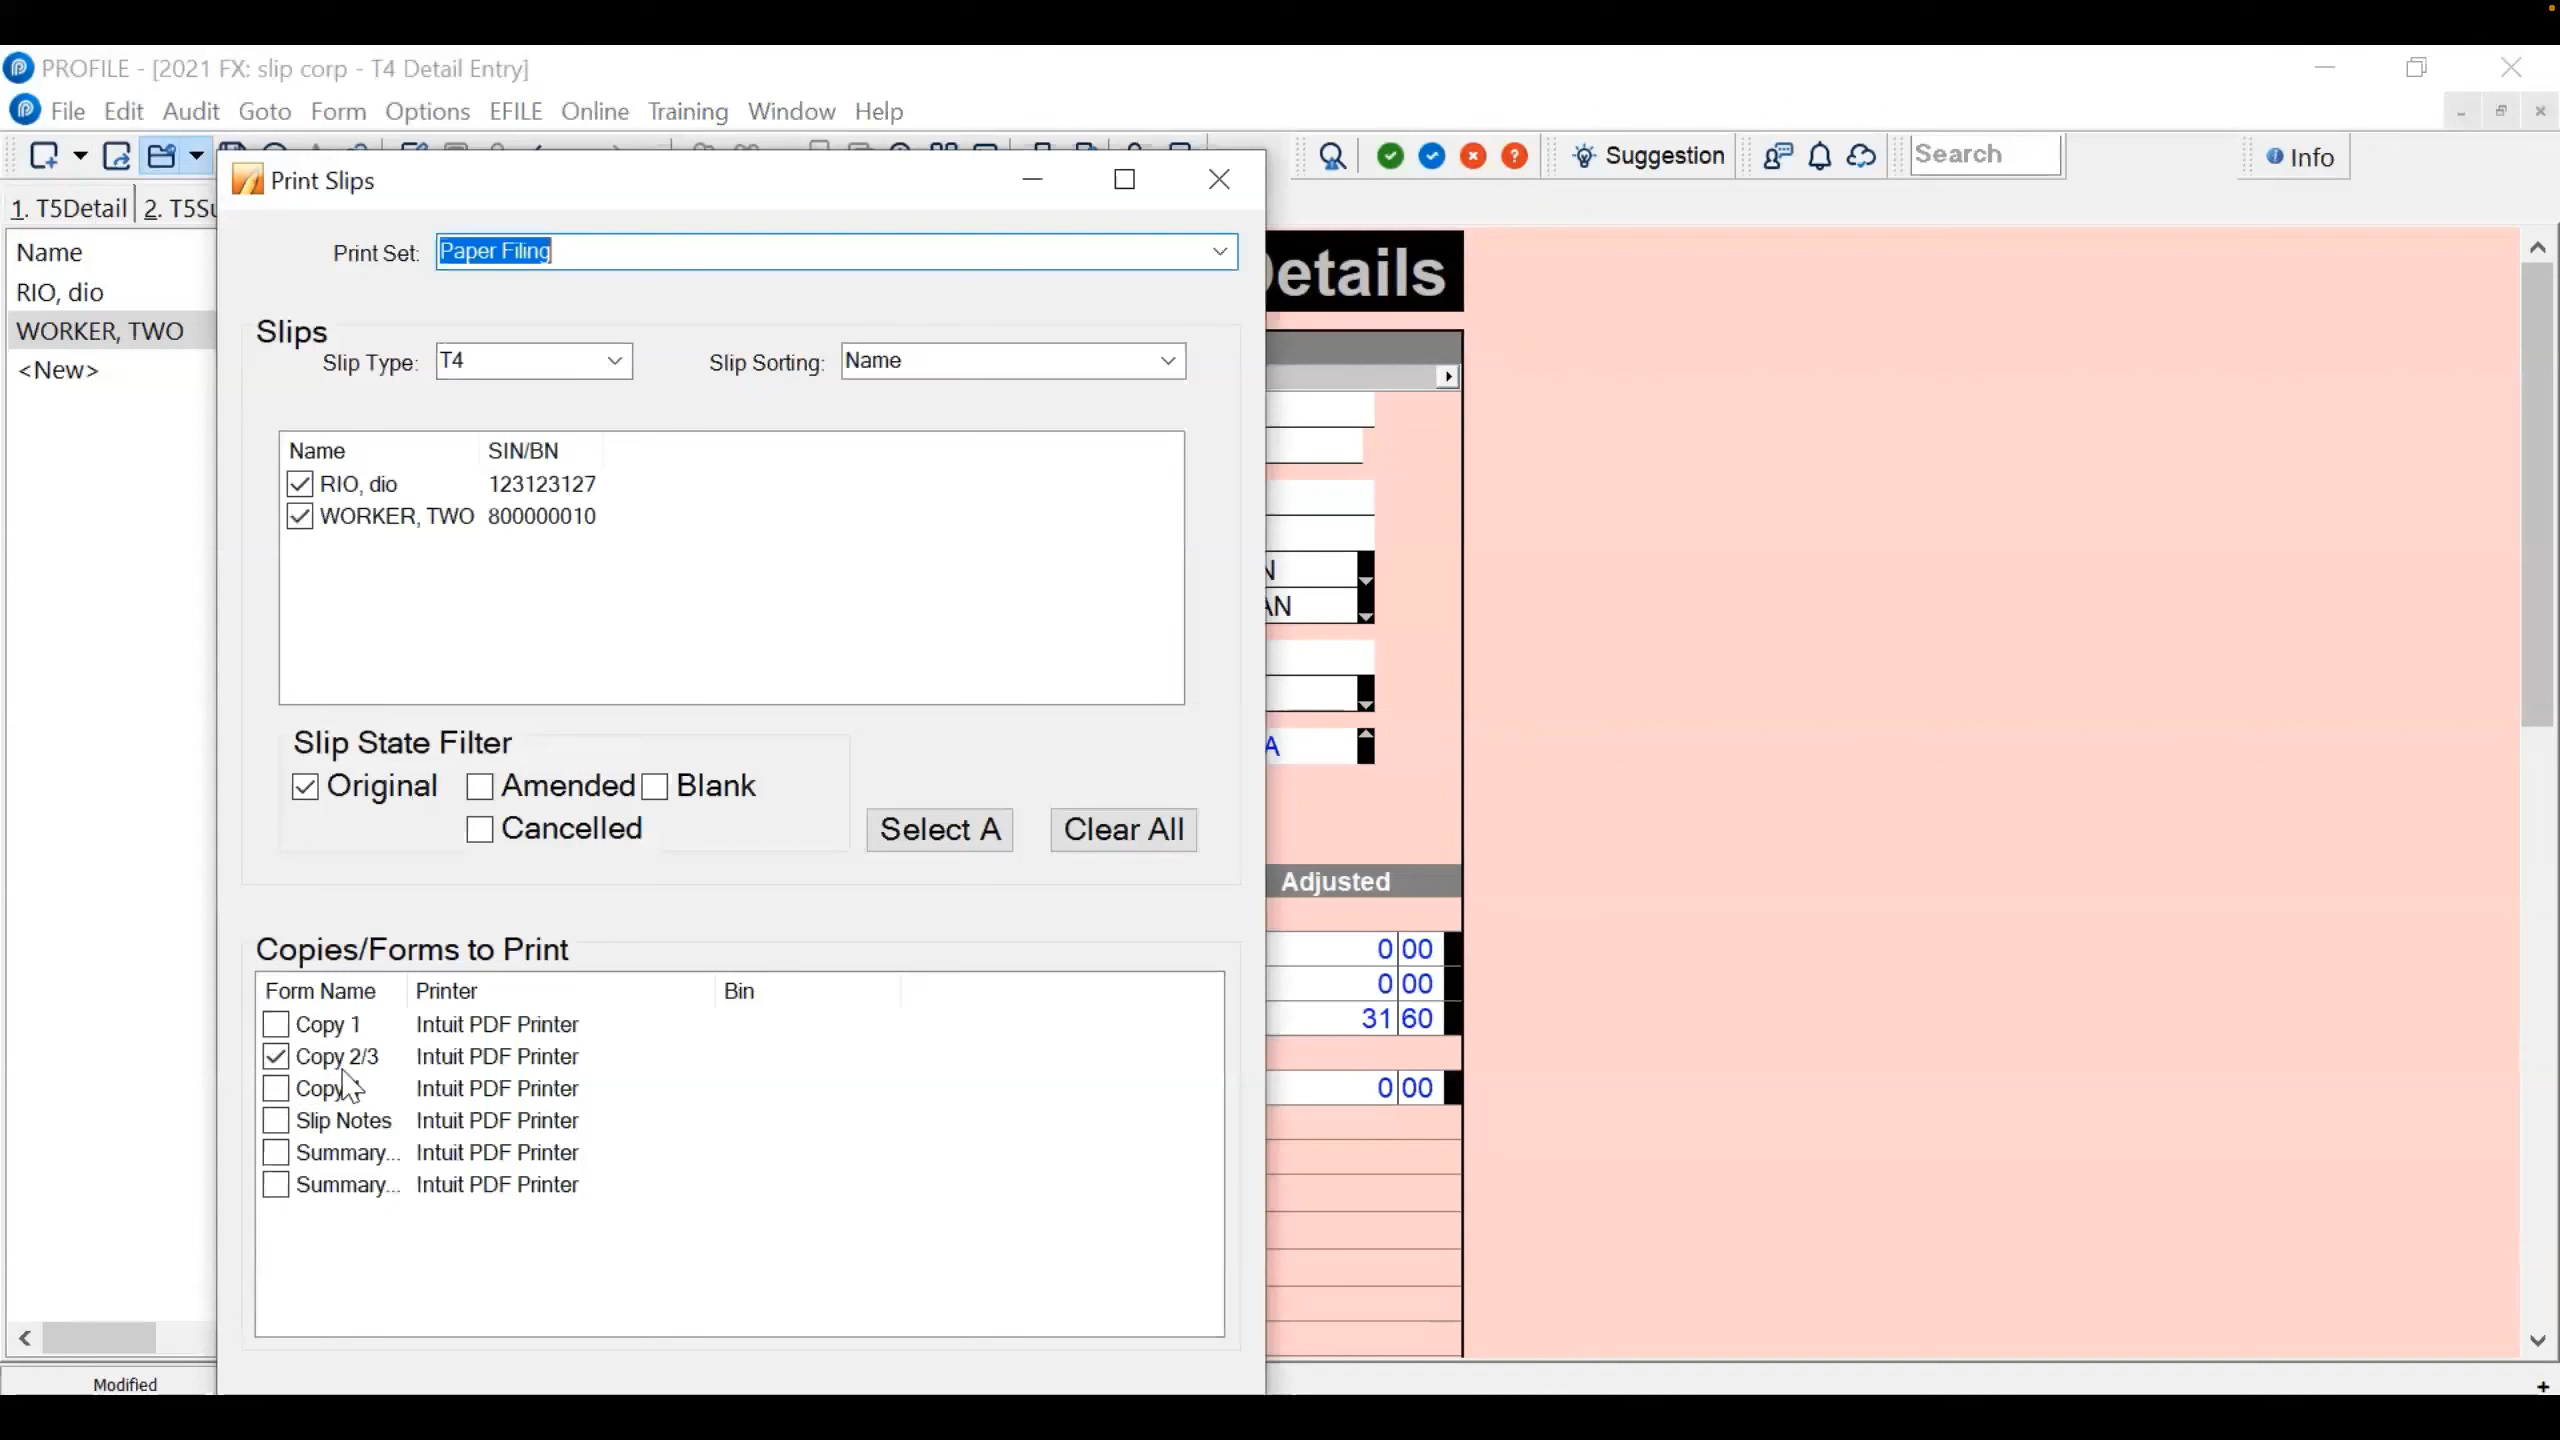 PROFILE - [2021 FX: slip corp - T4 Detail Entry]
File Edit Audit Goto Form Options EFILE Online Training Window Help
Suggestion
Search
Info
Print Slips
1. T5Detail 2. T5Su
Name
RIO, dio
WORKER, TWO
<New>
Print Set: Paper Filing
Details
Slips
Slip Type: T4 Slip Sorting: Name
Name SIN/BN
RIO, dio 123123127
WORKER, TWO 800000010
N
AN
A
Slip State Filter
Original Amended Blank
Cancelled
Select A Clear All
Adjusted
0 00
0 00
31 60
0 00
Copies/Forms to Print
Form Name Printer Bin
Copy 1 Intuit PDF Printer
Copy 2/3 Intuit PDF Printer
Copy Intuit PDF Printer
Slip Notes Intuit PDF Printer
Summary... Intuit PDF Printer
Summary... Intuit PDF Printer
Modified